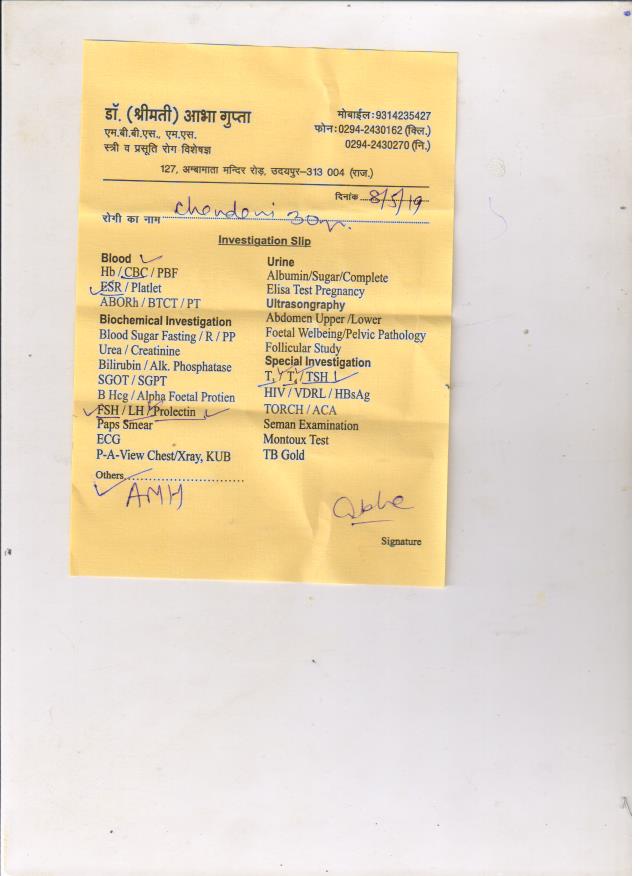 डॉ. (श्रीमती) आभा गुप्ता
एम.बी.बी.एस., एम.एस.
स्त्री व प्रसूति रोग विशेषज्ञ
मोबाईल:9314235427
फोन:0294-2430162 (क्लि.)
0294-2430270 (नि.)
127, अम्बामाता मन्दिर रोड़, उदयपुर-313 004 (राज.)
दिनांक 8/5/19
रोगी का नाम chandani 30yr.
Investigation Slip
Blood
Hb / CBC / PBF
ESR / Platlet
ABORh / BTCT / PT
Biochemical Investigation
Blood Sugar Fasting / R / PP
Urea / Creatinine
Bilirubin / Alk. Phosphatase
SGOT / SGPT
B Hcg / Alpha Foetal Protien
FSH / LH / Prolectin
Paps Smear
ECG
P-A-View Chest/Xray, KUB
Others
AMH
Urine
Albumin/Sugar/Complete
Elisa Test Pregnancy
Ultrasongraphy
Abdomen Upper /Lower
Foetal Welbeing/Pelvic Pathology
Follicular Study
Special Investigation
T3 / T4 / TSH
HIV / VDRL / HBsAg
TORCH / ACA
Seman Examination
Montoux Test
TB Gold
Signature